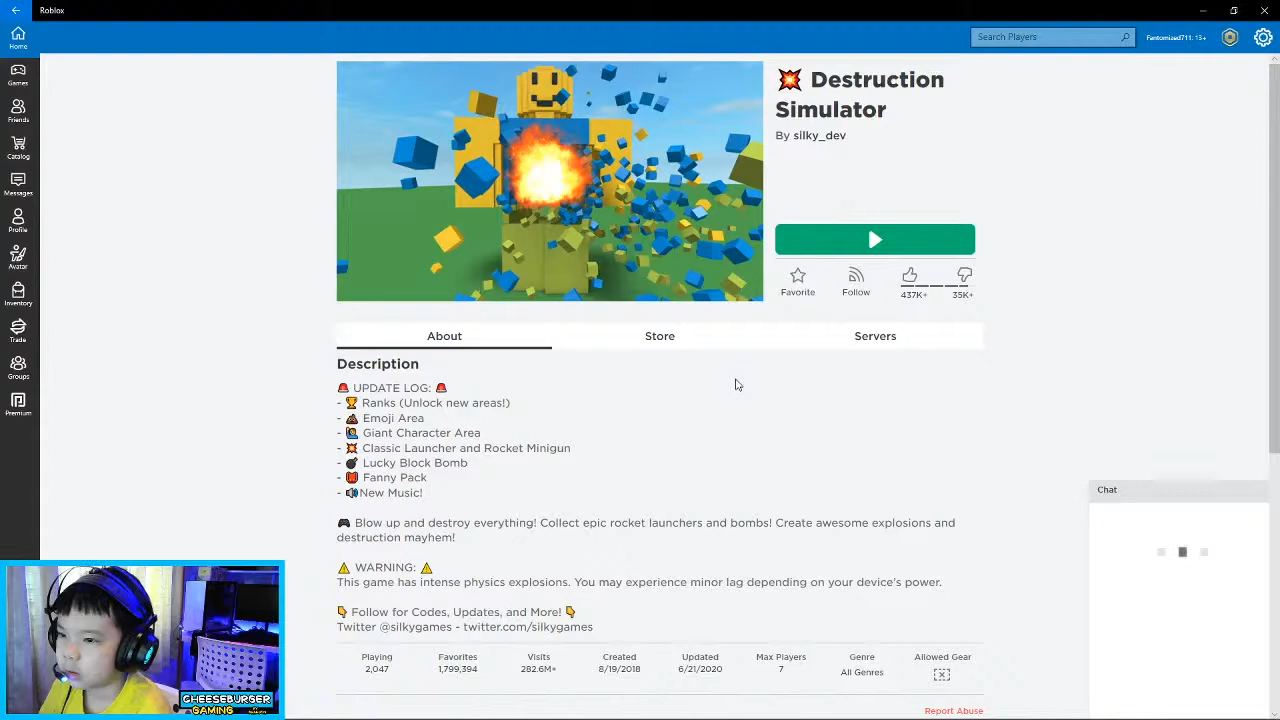 Roblox
Home
Search Players
Fantomized711: 13+
Games
Friends
Catalog
Messages
Profile
Avatar
Inventory
Trade
Groups
Premium
💥 Destruction
Simulator
By silky_dev
Favorite
Follow
437K+
35K+
About
Store
Servers
Description
🚨 UPDATE LOG: 🚨
- 🏆 Ranks (Unlock new areas!)
- 💩 Emoji Area
- 🙋 Giant Character Area
- 💥 Classic Launcher and Rocket Minigun
- 💣 Lucky Block Bomb
- 🎒 Fanny Pack
- 🔊New Music!
🎮 Blow up and destroy everything! Collect epic rocket launchers and bombs! Create awesome explosions and
destruction mayhem!
⚠️ WARNING: ⚠️
This game has intense physics explosions. You may experience minor lag depending on your device's power.
👇 Follow for Codes, Updates, and More! 👇
Twitter @silkygames - twitter.com/silkygames
Playing
Favorites
Visits
Created
Updated
Max Players
Genre
Allowed Gear
2,047
1,799,394
282.6M+
8/19/2018
6/21/2020
7
All Genres
Report Abuse
Chat
CHEESEBURGER
GAMING